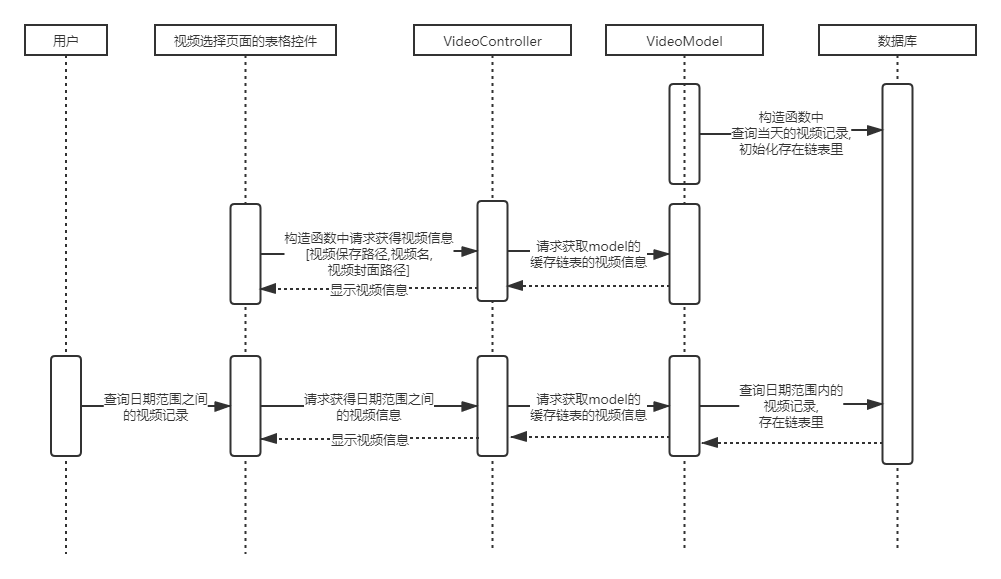 用户
视频选择页面的表格控件
VideoController
VideoModel
数据库
构造函数中
查询当天的视频记录,
初始化存在链表里
构造函数中请求获得视频信息
[视频保存路径,视频名,
视频封面路径]
请求获取model的
缓存链表的视频信息
显示视频信息
查询日期范围之间
的视频记录
请求获得日期范围之间
的视频信息
请求获取model的
缓存链表的视频信息
查询日期范围内的
视频记录,
存在链表里
显示视频信息